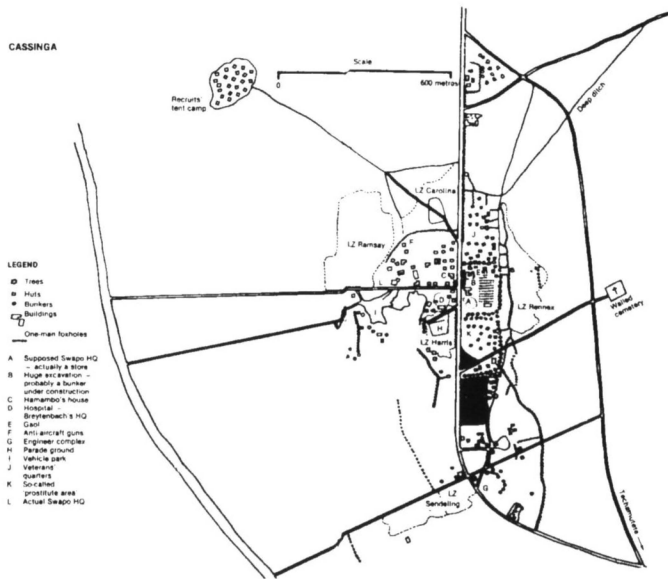 CASSINGA
Scale
0
600 metres
Recruits'
tent camp
Deep ditch
LZ Carolina
LZ Ramsay
J
F
E
B
A
D
H
I
K
LZ Rennex
LZ Harris
Walled
cemetery
G
LZ
Sendelling
Techamutete
LEGEND
Trees
Huts
Bunkers
Buildings
One-man foxholes
A Supposed Swapo HQ
– actually a store
B Huge excavation –
probably a bunker
under construction
C Hamambo's house
D Hospital –
Breytenbach's HQ
E Gaol
F Anti-aircraft guns
G Engineer complex
H Parade ground
I Vehicle park
J Veterans'
quarters
K So-called
'prostitute area'
L Actual Swapo HQ